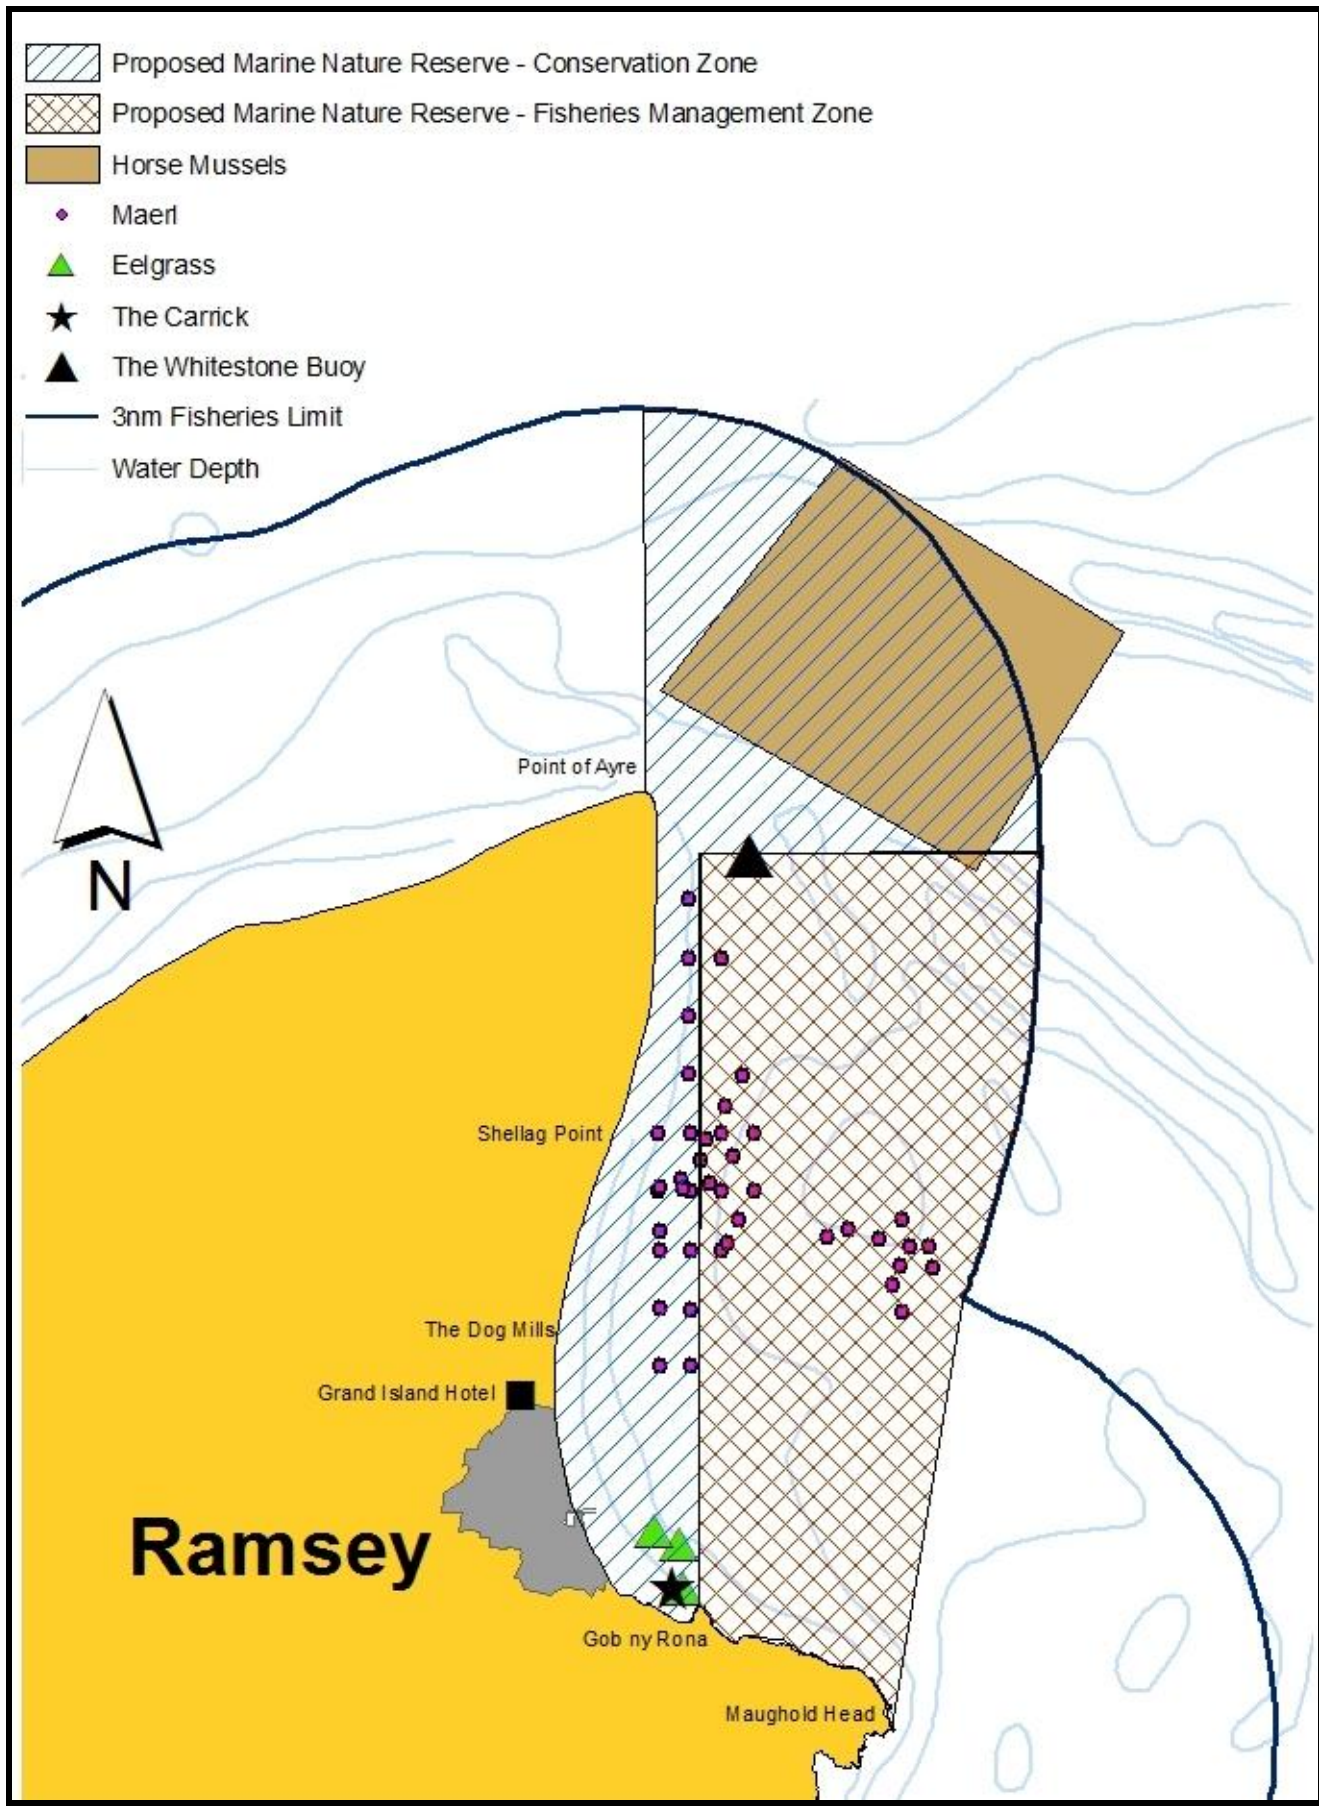 Proposed Marine Nature Reserve - Conservation Zone
Proposed Marine Nature Reserve - Fisheries Management Zone
Horse Mussels
Maerl
Eelgrass
The Carrick
The Whitestone Buoy
3nm Fisheries Limit
Water Depth
Point of Ayre
N
Shellag Point
The Dog Mills
Grand Island Hotel
Ramsey
Gob ny Rona
Maughold Head